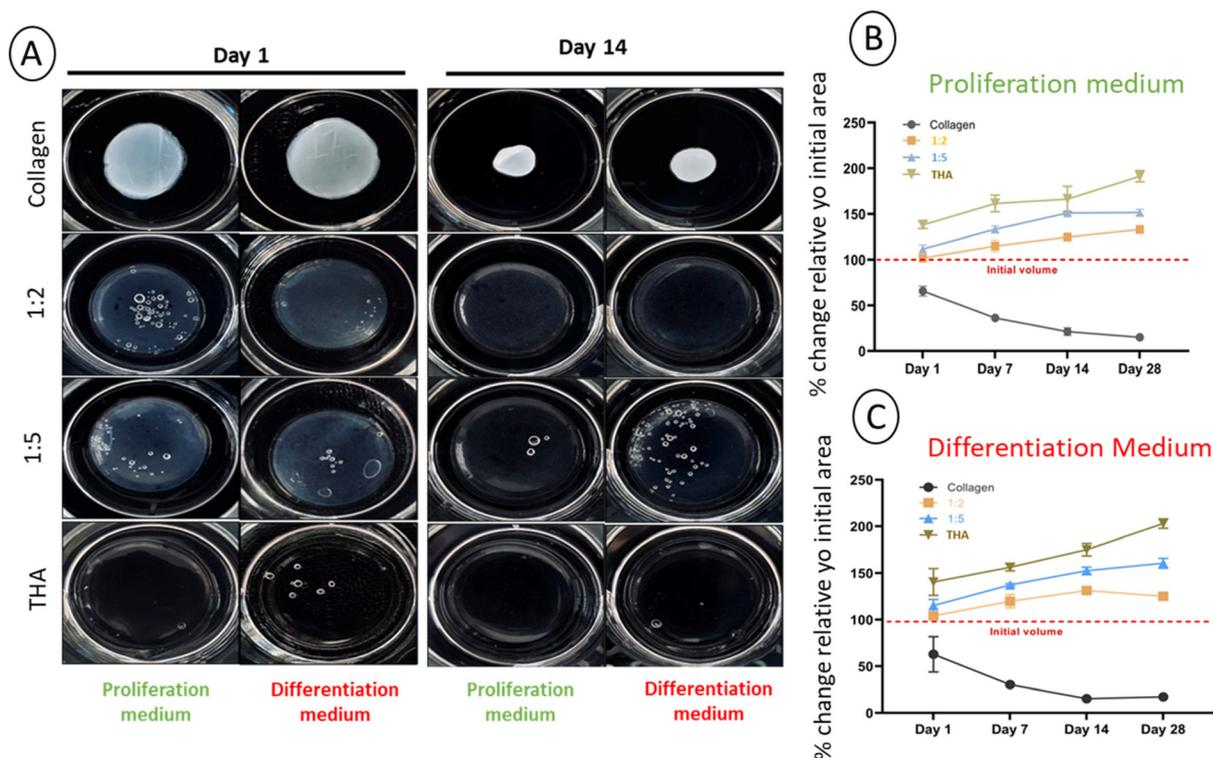 A
Day 1
Day 14
Collagen
1:2
1:5
THA
Proliferation
medium
Differentiation
medium
Proliferation
medium
Differentiation
medium
B
Proliferation medium
% change relative yo initial area
250
200
150
100
50
0
Collagen
1:2
1:5
THA
Initial volume
Day 1
Day 7
Day 14
Day 28
C
Differentiation Medium
% change relative yo initial area
250
200
150
100
50
0
Collagen
1:2
1:5
THA
Initial volume
Day 1
Day 7
Day 14
Day 28